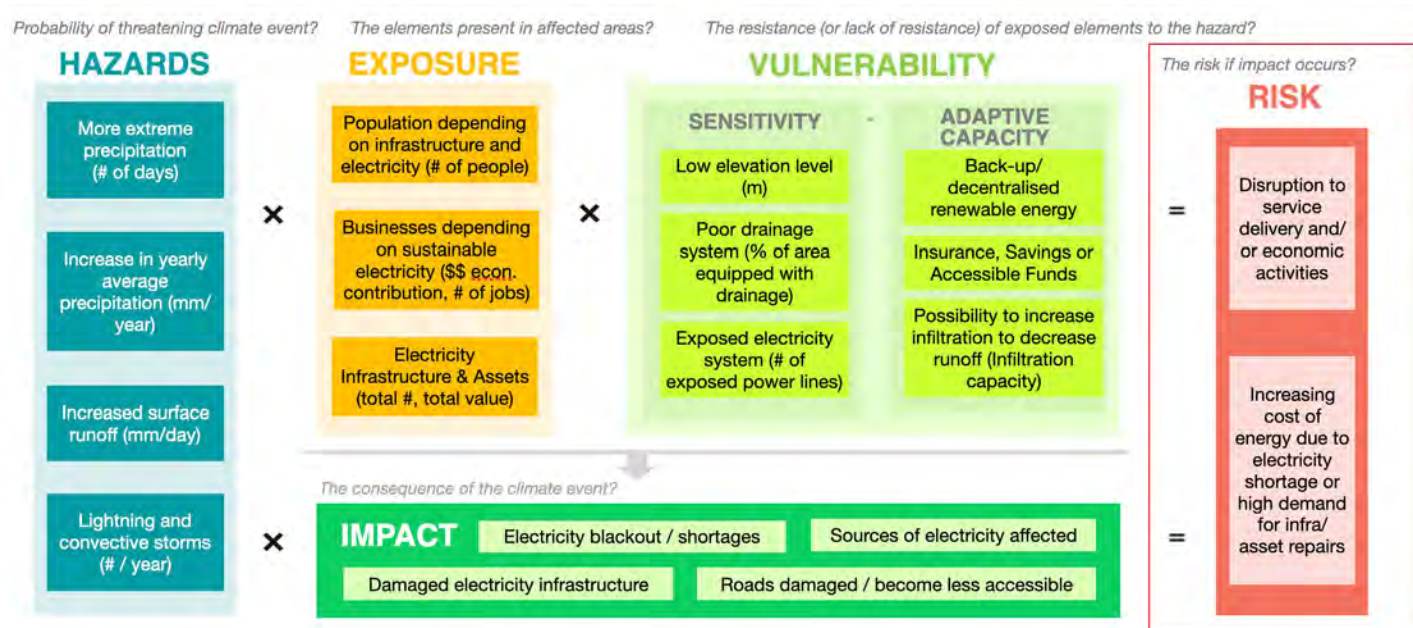 Probability of threatening climate event?
HAZARDS
More extreme
precipitation
(# of days)
Increase in yearly
average
precipitation (mm/
year)
Increased surface
runoff (mm/day)
Lightning and
convective storms
(# / year)
×
×
The elements present in affected areas?
EXPOSURE
Population depending
on infrastructure and
electricity (# of people)
Businesses depending
on sustainable
electricity ($$ econ.
contribution, # of jobs)
Electricity
Infrastructure & Assets
(total #, total value)
×
The resistance (or lack of resistance) of exposed elements to the hazard?
VULNERABILITY
SENSITIVITY
Low elevation level
(m)
Poor drainage
system (% of area
equipped with
drainage)
Exposed electricity
system (# of
exposed power lines)
-
ADAPTIVE
CAPACITY
Back-up/
decentralised
renewable energy
Insurance, Savings or
Accessible Funds
Possibility to increase
infiltration to decrease
runoff (Infiltration
capacity)
The consequence of the climate event?
IMPACT
Electricity blackout / shortages
Sources of electricity affected
Damaged electricity infrastructure
Roads damaged / become less accessible
=
=
The risk if impact occurs?
RISK
Disruption to
service
delivery and/
or economic
activities
Increasing
cost of
energy due to
electricity
shortage or
high demand
for infra/
asset repairs